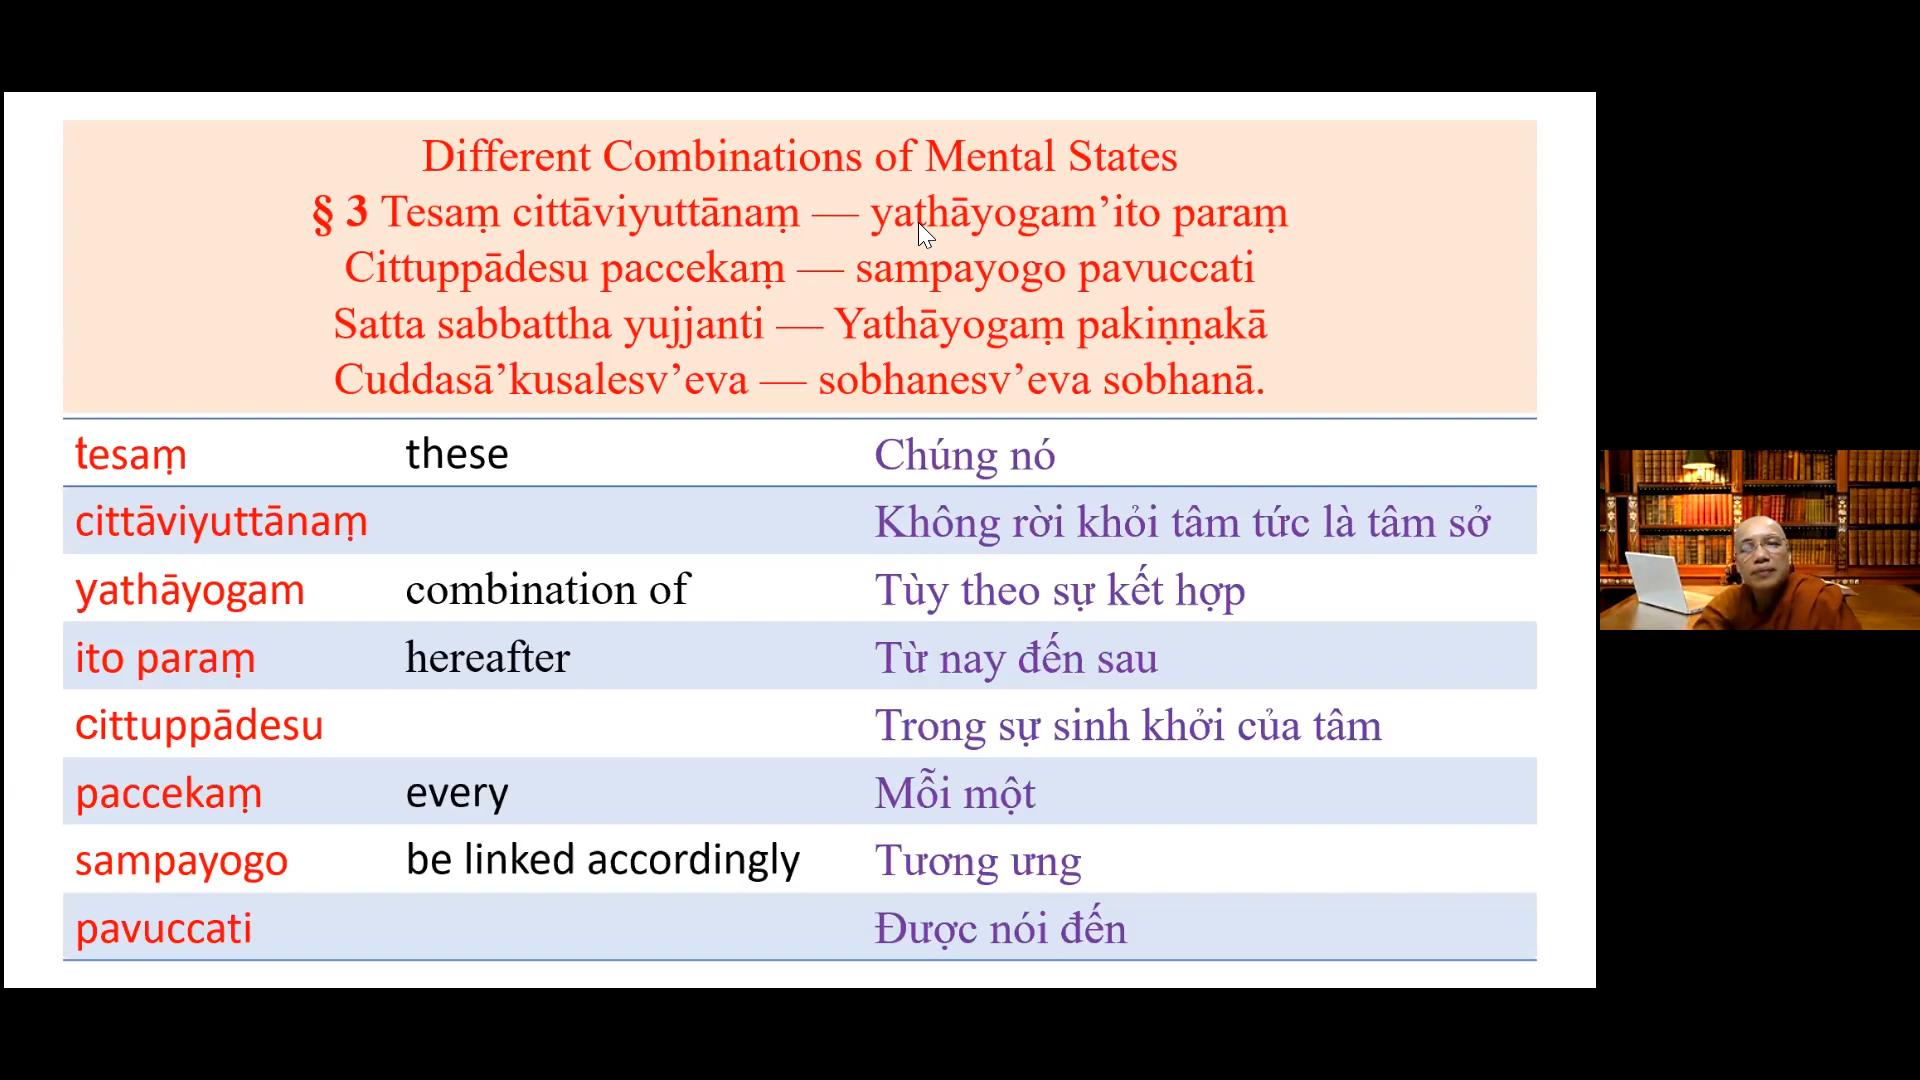 Different Combinations of Mental States
§ 3 Tesaṃ cittāviyuttānaṃ — yathāyogam’ito paraṃ
Cittuppādesu paccekaṃ — sampayogo pavuccati
Satta sabbattha yujjanti — Yathāyogaṃ pakiṇṇakā
Cuddasā’kusalesv’eva — sobhanesv’eva sobhanā.
tesaṃ these Chúng nó
cittāviyuttānaṃ Không rời khỏi tâm tức là tâm sở
yathāyogam combination of Tùy theo sự kết hợp
ito paraṃ hereafter Từ nay đến sau
cittuppādesu Trong sự sinh khởi của tâm
paccekaṃ every Mỗi một
sampayogo be linked accordingly Tương ưng
pavuccati Được nói đến